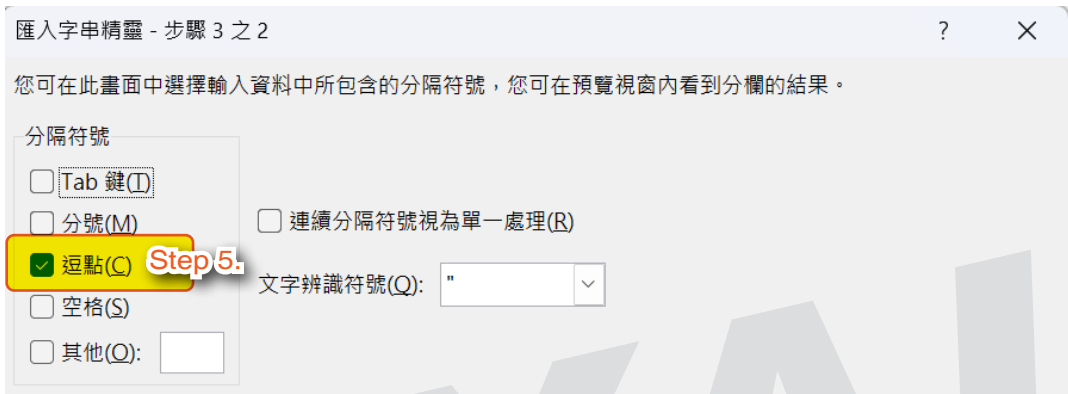 匯入字串精靈 - 步驟 3 之 2
?
您可在此畫面中選擇輸入資料中所包含的分隔符號，您可在預覽視窗內看到分欄的結果。
分隔符號
Tab 鍵(T)
分號(M)
連續分隔符號視為單一處理(R)
逗點(C) Step 5.
文字辨識符號(Q): "
空格(S)
其他(O):